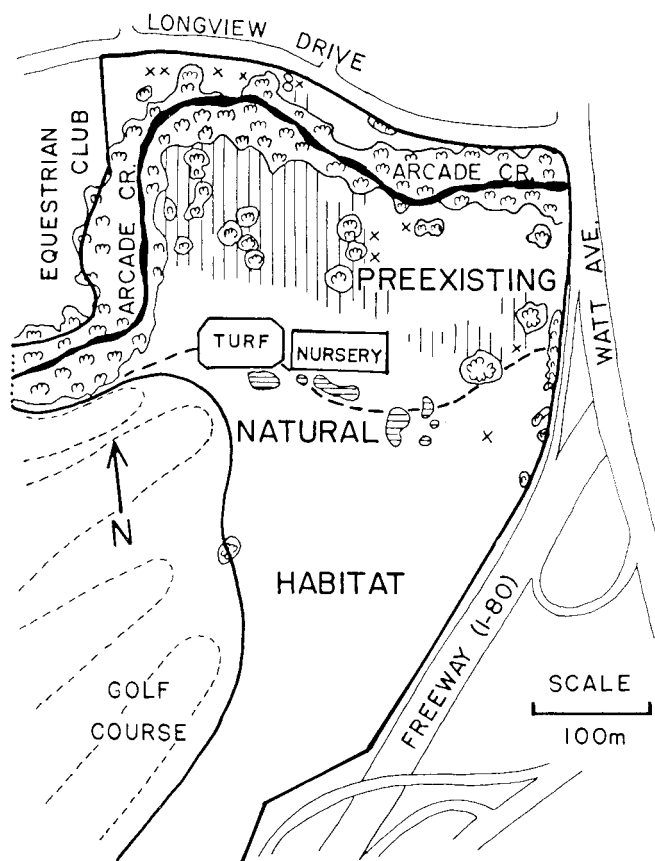 LONGVIEW DRIVE
EQUESTRIAN CLUB
ARCADE CR.
ARCADE CR.
WATT AVE.
PREEXISTING
TURF
NURSERY
NATURAL
N
HABITAT
FREEWAY (I-80)
GOLF
COURSE
SCALE
100m